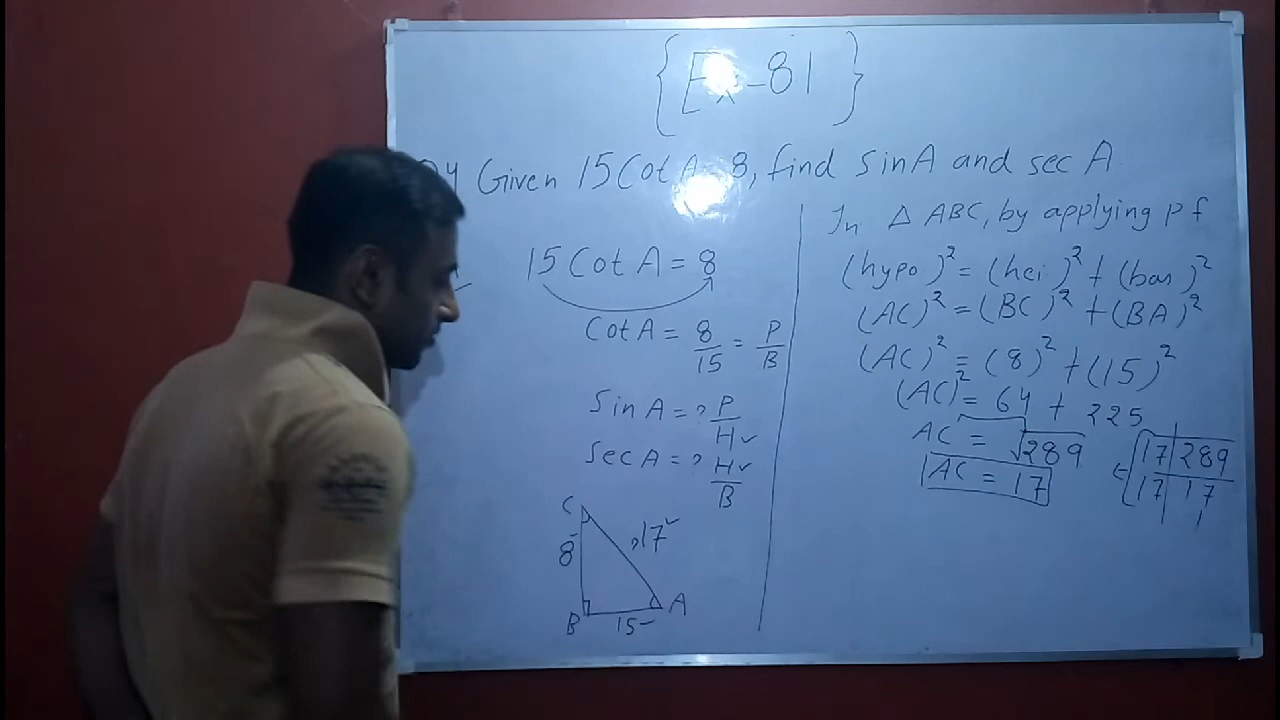 {Ex-8.1}
Q4 Given 15 Cot A = 8, find sin A and sec A
15 Cot A = 8
Cot A = 8/15 = P/B
Sin A = ? P/H ✓
Sec A = ? H ✓/B
C
8
? 17 ✓
B
15
A
In △ ABC, by applying P f
(hypo)² = (hei)² + (bas)²
(AC)² = (BC)² + (BA)²
(AC)² = (8)² + (15)²
(AC)² = 64 + 225
AC = √289
AC = 17
17 | 289
17 | 17
1